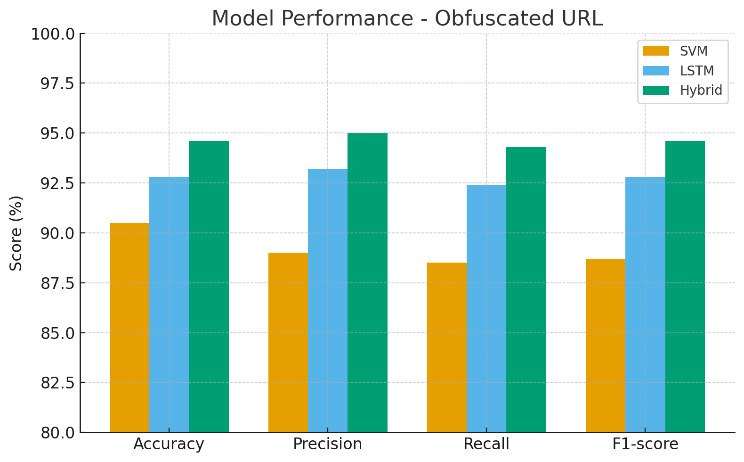 Model Performance - Obfuscated URL
100.0
97.5
95.0
92.5
90.0
87.5
85.0
82.5
80.0
Score (%)
SVM
LSTM
Hybrid
Accuracy Precision Recall F1-score